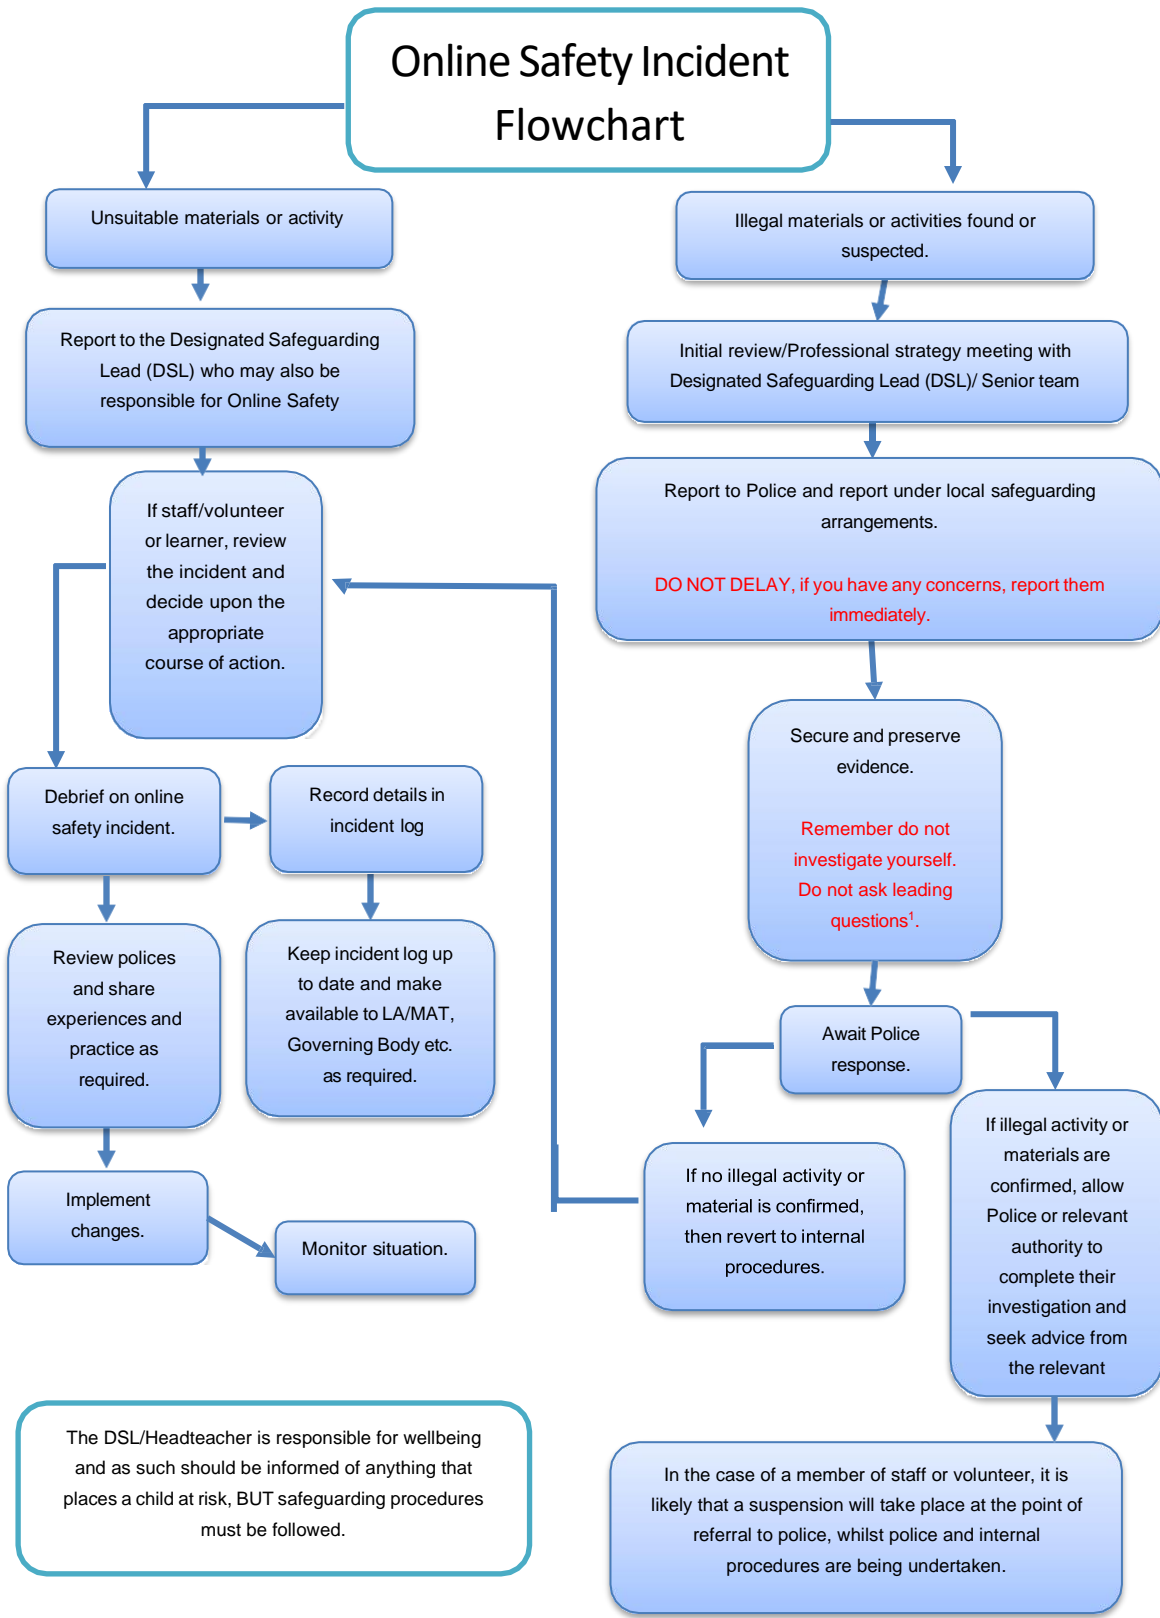 Online Safety Incident
Flowchart
Unsuitable materials or activity
Report to the Designated Safeguarding
Lead (DSL) who may also be
responsible for Online Safety
If staff/volunteer
or learner, review
the incident and
decide upon the
appropriate
course of action.
Debrief on online
safety incident.
Record details in
incident log
Review polices
and share
experiences and
practice as
required.
Keep incident log up
to date and make
available to LA/MAT,
Governing Body etc.
as required.
Implement
changes.
Monitor situation.
Illegal materials or activities found or
suspected.
Initial review/Professional strategy meeting with
Designated Safeguarding Lead (DSL)/ Senior team
Report to Police and report under local safeguarding
arrangements.
DO NOT DELAY, if you have any concerns, report them
immediately.
Secure and preserve
evidence.
Remember do not
investigate yourself.
Do not ask leading
questions¹.
Await Police
response.
If no illegal activity or
material is confirmed,
then revert to internal
procedures.
If illegal activity or
materials are
confirmed, allow
Police or relevant
authority to
complete their
investigation and
seek advice from
the relevant
In the case of a member of staff or volunteer, it is
likely that a suspension will take place at the point of
referral to police, whilst police and internal
procedures are being undertaken.
The DSL/Headteacher is responsible for wellbeing
and as such should be informed of anything that
places a child at risk, BUT safeguarding procedures
must be followed.